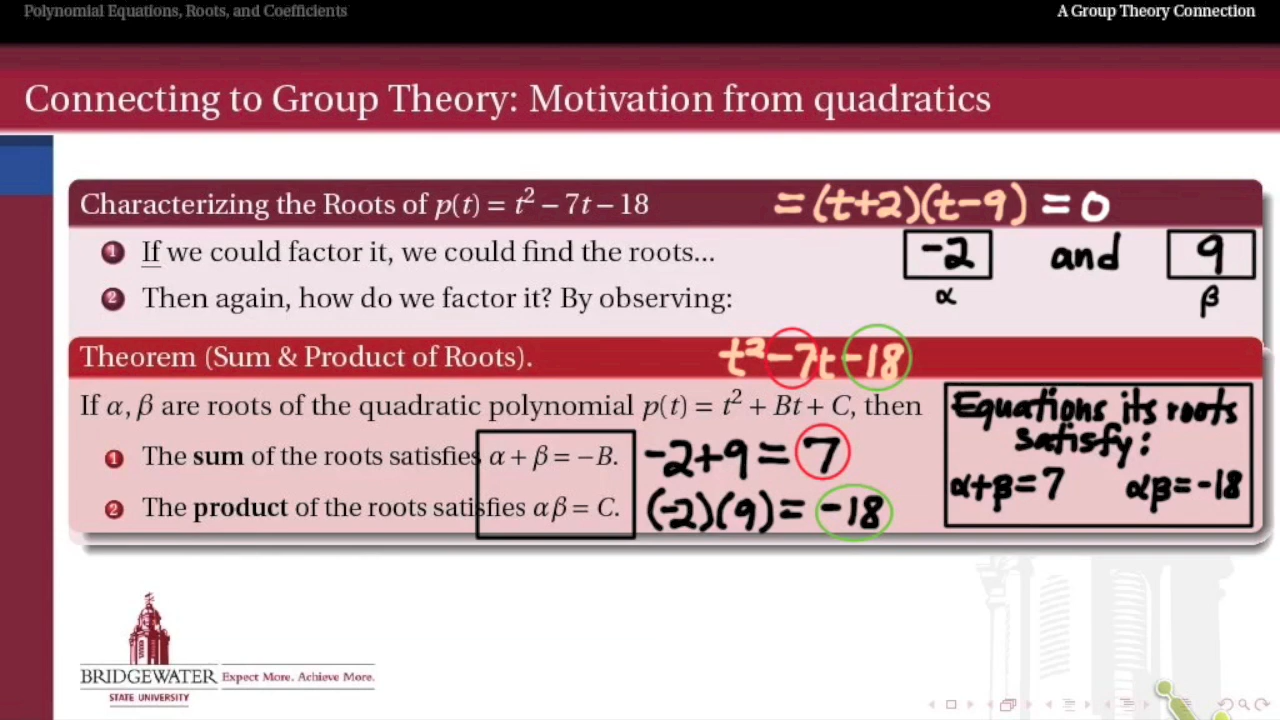 Polynomial Equations, Roots, and Coefficients
A Group Theory Connection
Connecting to Group Theory: Motivation from quadratics
Characterizing the Roots of p(t) = t² − 7t − 18 = (t+2)(t−9) = 0
1 If we could factor it, we could find the roots... −2 and 9
α β
2 Then again, how do we factor it? By observing:
Theorem (Sum & Product of Roots). t² −7t −18
If α, β are roots of the quadratic polynomial p(t) = t² + Bt + C, then
1 The sum of the roots satisfies α + β = −B. −2+9 = 7
2 The product of the roots satisfies αβ = C. (−2)(9) = −18
Equations its roots
satisfy:
α+β=7 αβ=−18
BRIDGEWATER
STATE UNIVERSITY
Expect More. Achieve More.